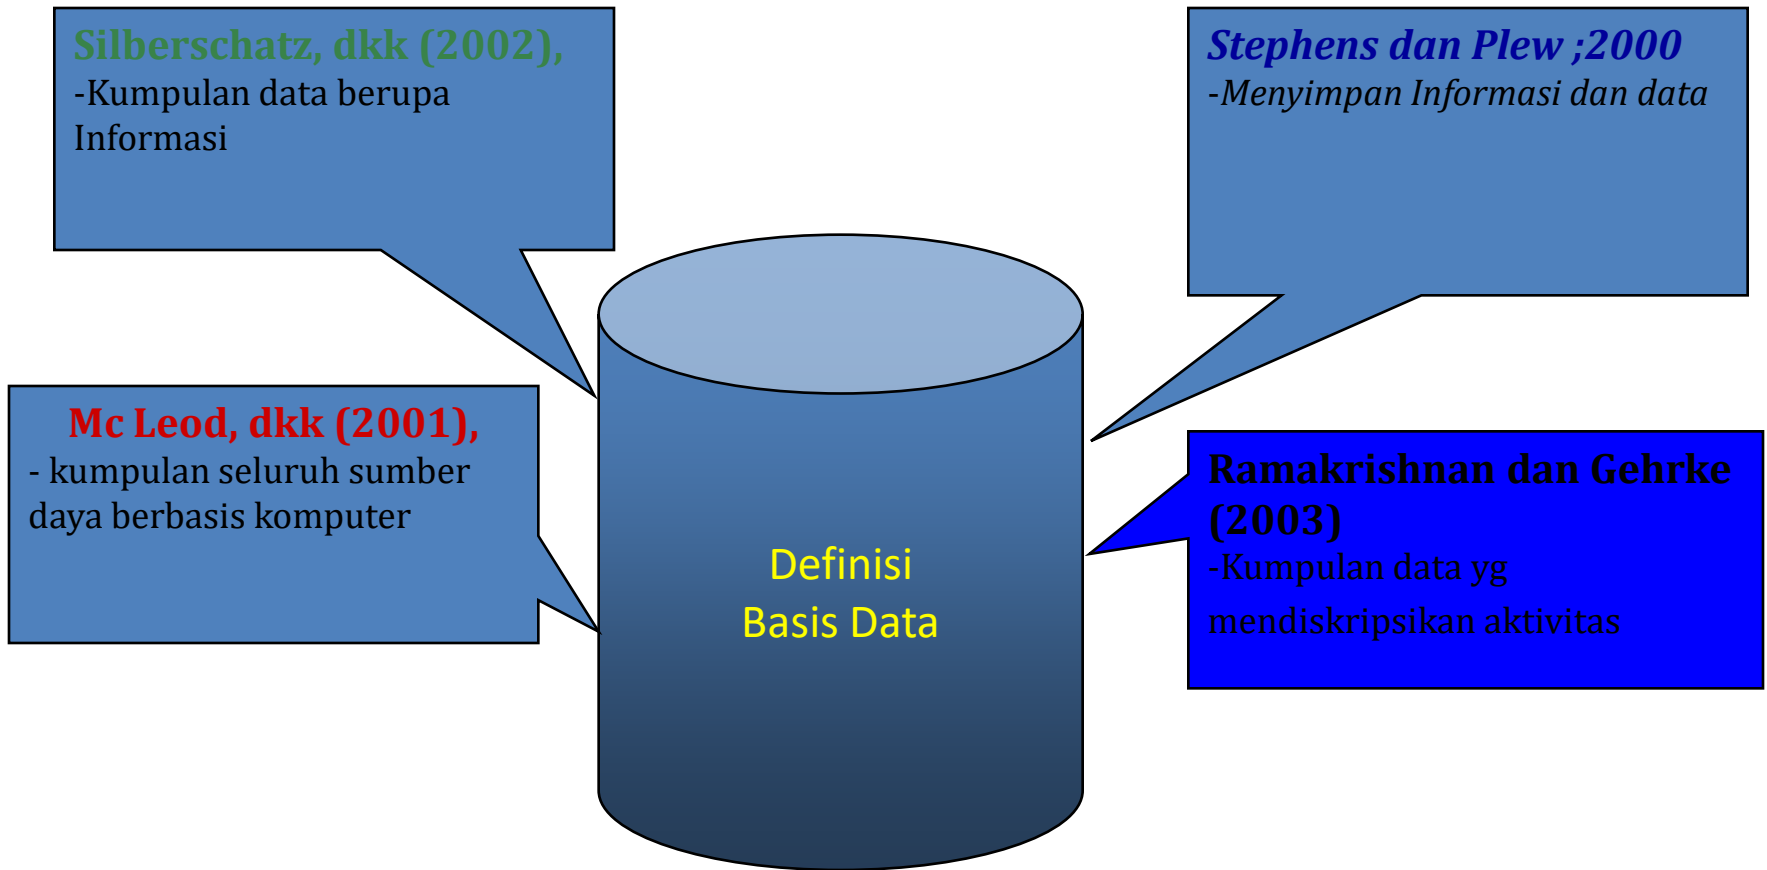 Silberschatz, dkk (2002),
-Kumpulan data berupa
Informasi
Stephens dan Plew ;2000
-Menyimpan Informasi dan data
Mc Leod, dkk (2001),
- kumpulan seluruh sumber
daya berbasis komputer
Ramakrishnan dan Gehrke
(2003)
-Kumpulan data yg
mendiskripsikan aktivitas
Definisi
Basis Data